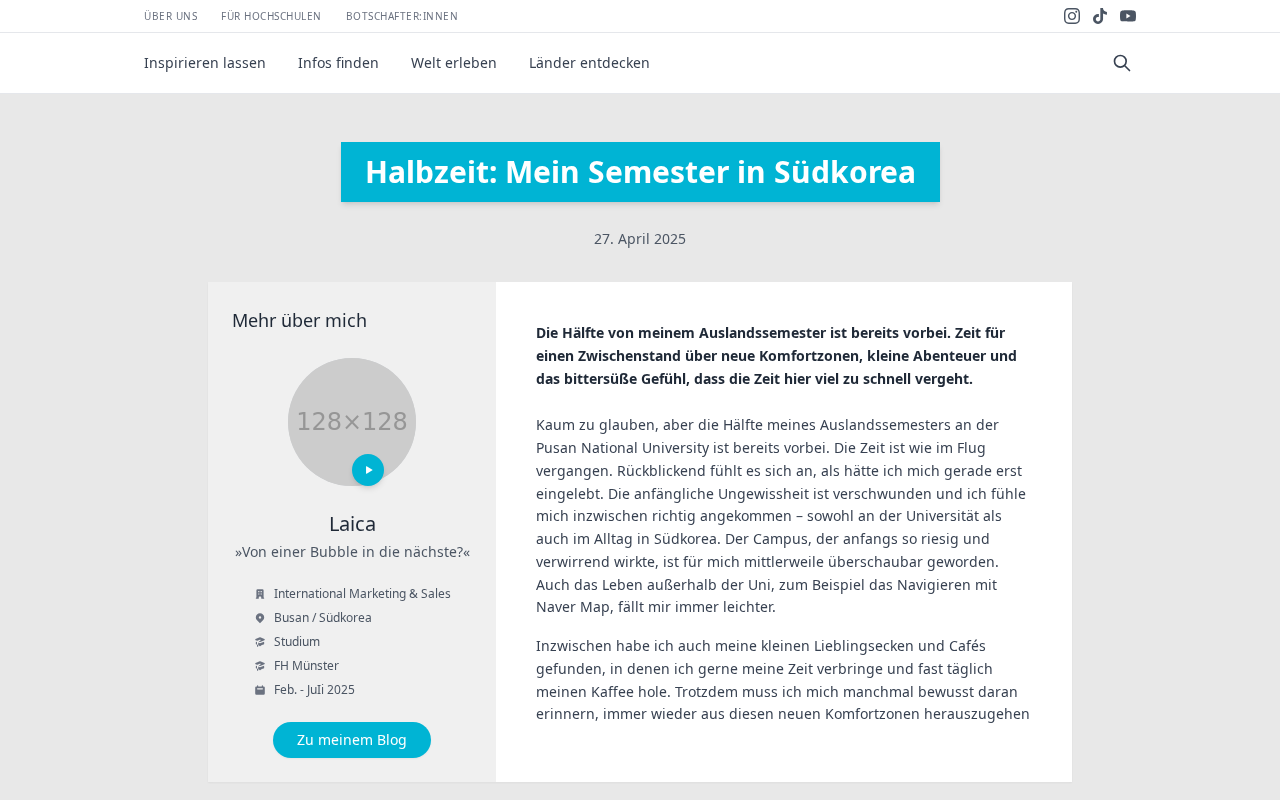 ÜBER UNS FÜR HOCHSCHULEN BOTSCHAFTER:INNEN
Inspirieren lassen Infos finden Welt erleben Länder entdecken
Halbzeit: Mein Semester in Südkorea
27. April 2025
Mehr über mich
128×128
Laica
»Von einer Bubble in die nächste?«
International Marketing & Sales
Busan / Südkorea
Studium
FH Münster
Feb. - JuIi 2025
Zu meinem Blog
Die Hälfte von meinem Auslandssemester ist bereits vorbei. Zeit für
einen Zwischenstand über neue Komfortzonen, kleine Abenteuer und
das bittersüße Gefühl, dass die Zeit hier viel zu schnell vergeht.
Kaum zu glauben, aber die Hälfte meines Auslandssemesters an der
Pusan National University ist bereits vorbei. Die Zeit ist wie im Flug
vergangen. Rückblickend fühlt es sich an, als hätte ich mich gerade erst
eingelebt. Die anfängliche Ungewissheit ist verschwunden und ich fühle
mich inzwischen richtig angekommen – sowohl an der Universität als
auch im Alltag in Südkorea. Der Campus, der anfangs so riesig und
verwirrend wirkte, ist für mich mittlerweile überschaubar geworden.
Auch das Leben außerhalb der Uni, zum Beispiel das Navigieren mit
Naver Map, fällt mir immer leichter.
Inzwischen habe ich auch meine kleinen Lieblingsecken und Cafés
gefunden, in denen ich gerne meine Zeit verbringe und fast täglich
meinen Kaffee hole. Trotzdem muss ich mich manchmal bewusst daran
erinnern, immer wieder aus diesen neuen Komfortzonen herauszugehen